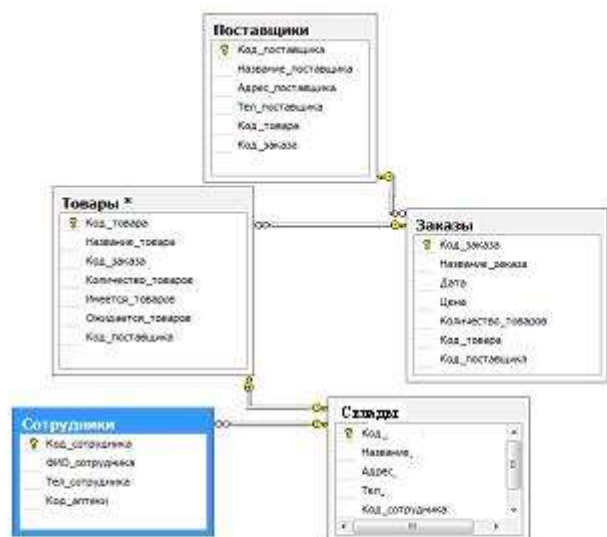 Поставщики
Код_поставщика
Название_поставщика
Адрес_поставщика
Тел_поставщика
Код_товара
Код_заказа
Товары *
Код_товара
Название_товара
Код_заказа
Количество_товаров
Имеется_товаров
Ожидается_товаров
Код_поставщика
Заказы
Код_заказа
Название_заказа
Дата
Цена
Количество_товаров
Код_товара
Код_поставщика
Сотрудники
Код_сотрудника
ФИО_сотрудника
Тел_сотрудника
Код_аптеки
Склады
Код_
Название_
Адрес_
Тел_
Код_сотрудника